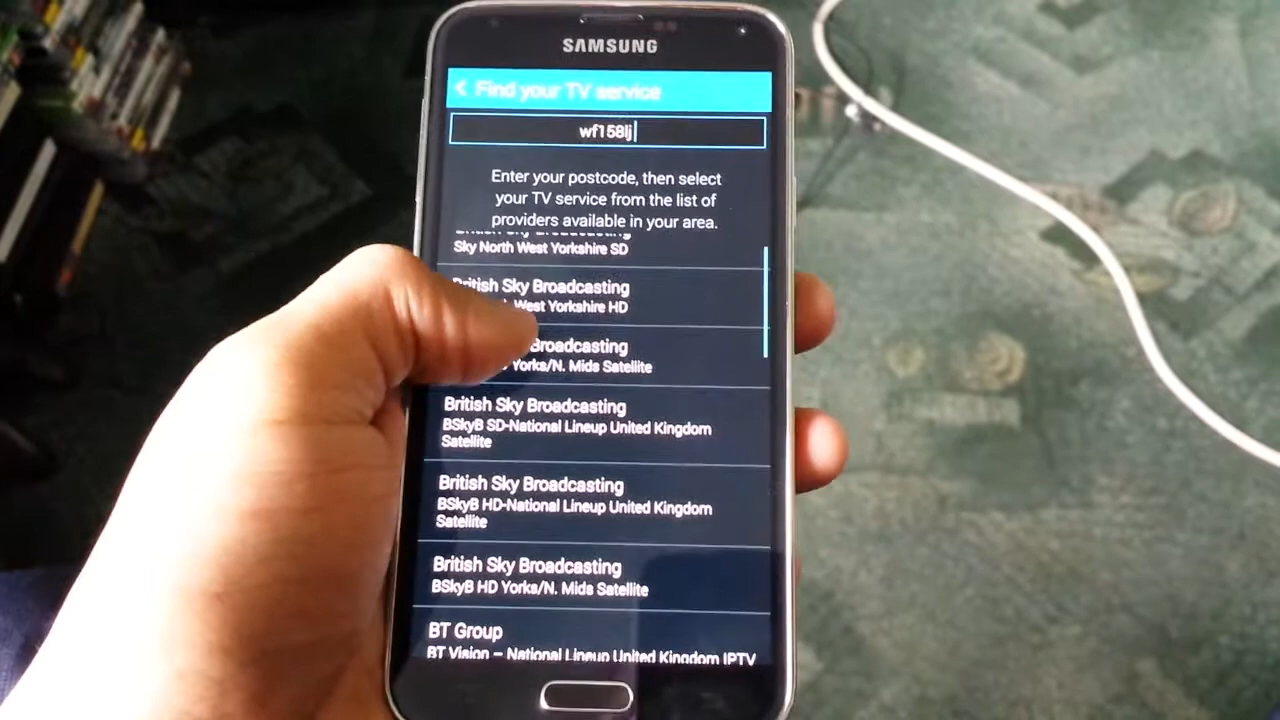 SAMSUNG
< Find your TV service
wf158lj
Enter your postcode, then select
your TV service from the list of
providers available in your area.
British Sky Broadcasting
Sky North West Yorkshire SD
British Sky Broadcasting
West Yorkshire HD
Broadcasting
Yorks/N. Mids Satellite
British Sky Broadcasting
BSkyB SD-National Lineup United Kingdom
Satellite
British Sky Broadcasting
BSkyB HD-National Lineup United Kingdom
Satellite
British Sky Broadcasting
BSkyB HD Yorks/N. Mids Satellite
BT Group
BT Vision – National Lineup United Kingdom IPTV